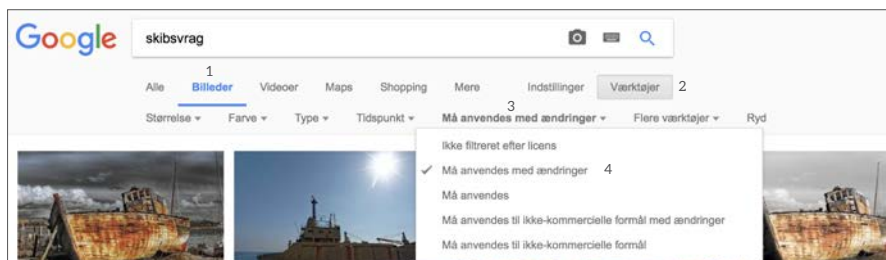 Google skibsvrag
1
Alle Billeder Videoer Maps Shopping Mere Indstillinger Værktøjer 2
3
Størrelse Farve Type Tidspunkt Må anvendes med ændringer Flere værktøjer Ryd
Ikke filtreret efter licens
Må anvendes med ændringer 4
Må anvendes
Må anvendes til ikke-kommercielle formål med ændringer
Må anvendes til ikke-kommercielle formål